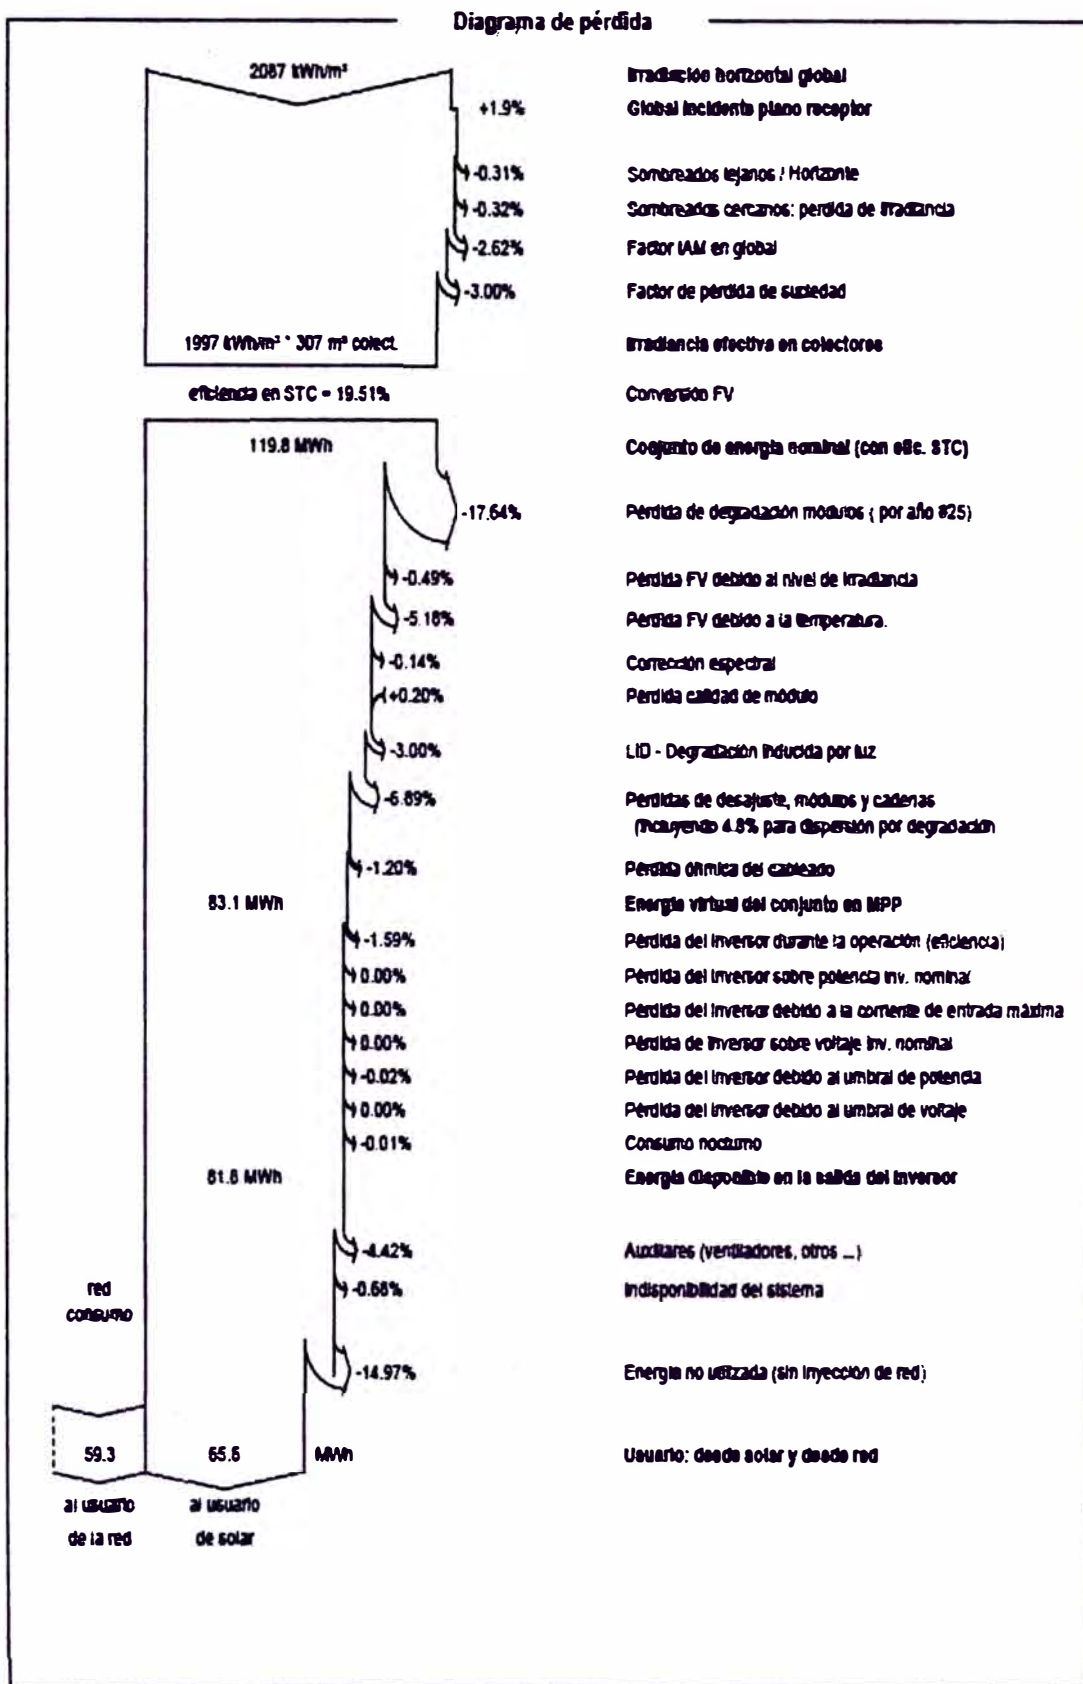 Diagrama de pérdida
2087 kWh/m² Irradiación horizontal global
+1.9% Global incidente plano receptor
-0.31% Sombreados lejanos / Horizonte
-0.32% Sombreados cercanos: perdida de irradiancia
-2.62% Factor IAM en global
-3.00% Factor de pérdida de suciedad
1997 kWh/m² * 307 m² colect. Irradiancia efectiva en colectores
eficiencia en STC = 19.51% Conversión FV
119.8 MWh Conjunto de energía nominal (con efic. STC)
-17.64% Pérdida de degradación módulos ( por año #25)
-0.49% Pérdida FV debido al nivel de irradiancia
-5.18% Pérdida FV debido a la temperatura.
-0.14% Corrección espectral
+0.20% Pérdida calidad de módulo
-3.00% LID - Degradación inducida por luz
-6.89% Pérdidas de desajuste, módulos y cadenas
(incluyendo 4.8% para dispersión por degradación
-1.20% Pérdida óhmica del cableado
83.1 MWh Energía virtual del conjunto en MPP
-1.59% Pérdida del inversor durante la operación (eficiencia)
0.00% Pérdida del inversor sobre potencia inv. nominal
0.00% Pérdida del inversor debido a la corriente de entrada máxima
0.00% Pérdida de inversor sobre voltaje inv. nominal
-0.02% Pérdida del inversor debido al umbral de potencia
0.00% Pérdida del inversor debido al umbral de voltaje
-0.01% Consumo nocturno
81.8 MWh Energía disponible en la salida del inversor
-4.42% Auxiliares (ventiladores, otros ...)
red -0.68% Indisponibilidad del sistema
consumo
-14.97% Energía no utilizada (sin inyección de red)
59.3 65.6 MWh Usuario: desde solar y desde red
al usuario al usuario
de la red de solar